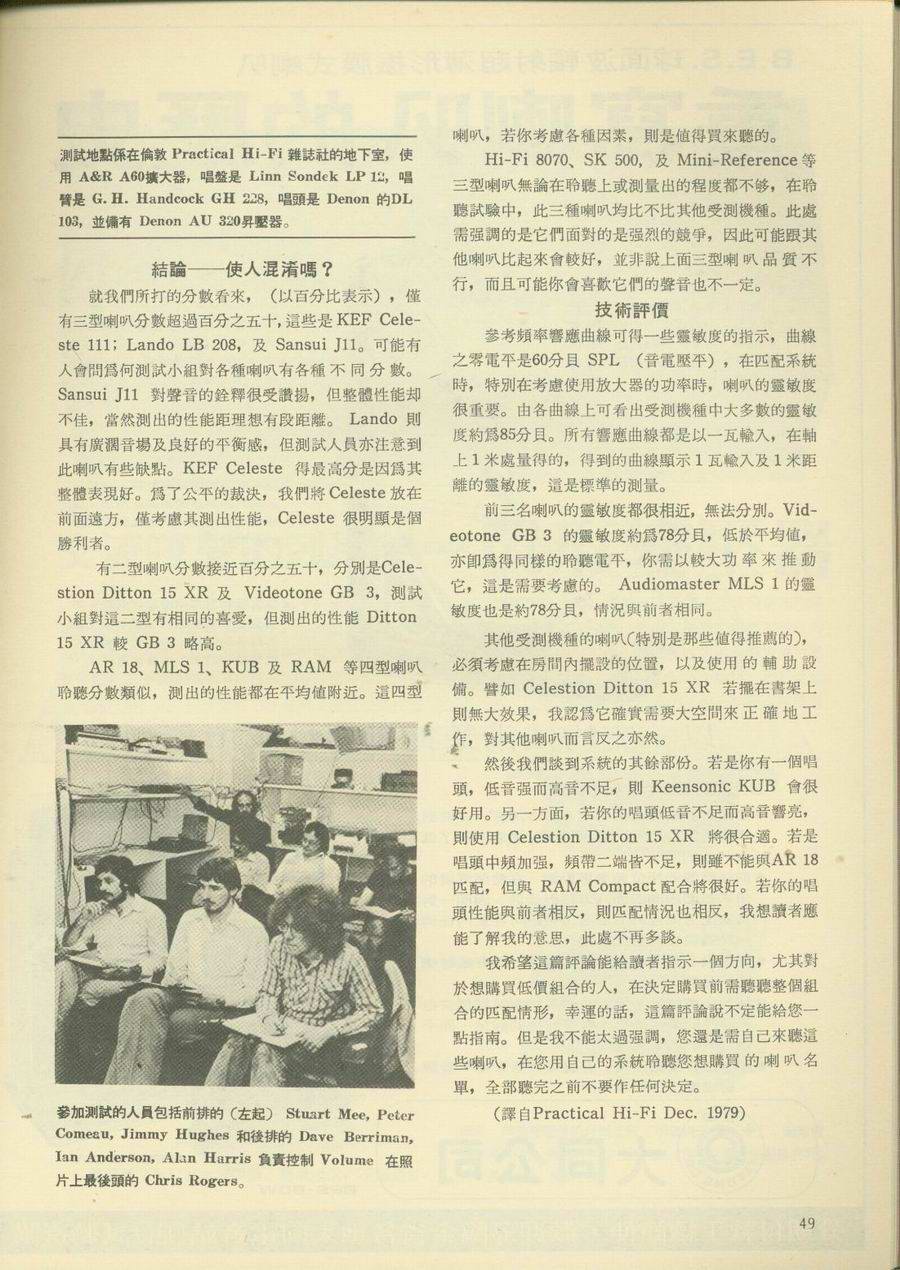 測試地點係在倫敦 Practical Hi-Fi 雜誌社的地下室，使
用 A&R A60擴大器，唱盤是 Linn Sondek LP 12，唱
臂是 G. H. Handcock GH 228，唱頭是 Denon 的DL
103，並備有 Denon AU 320昇壓器。
結論——使人混淆嗎？
就我們所打的分數看來，（以百分比表示），僅
有三型喇叭分數超過百分之五十，這些是 KEF Cele-
ste 111；Lando LB 208，及 Sansui J11。可能有
人會問爲何測試小組對各種喇叭有各種不同分數。
Sansui J11 對聲音的銓釋很受讚揚，但整體性能却
不佳，當然測出的性能距理想有段距離。 Lando 則
具有廣濶音場及良好的平衡感，但測試人員亦注意到
此喇叭有些缺點。KEF Celeste 得最高分是因爲其
整體表現好。爲了公平的裁決，我們將 Celeste 放在
前面遠方，僅考慮其測出性能，Celeste 很明顯是個
勝利者。
有二型喇叭分數接近百分之五十，分別是Cele-
stion Ditton 15 XR 及 Videotone GB 3，測試
小組對這二型有相同的喜愛，但測出的性能 Ditton
15 XR 較 GB 3 略高。
AR 18、MLS 1、KUB 及 RAM 等四型喇叭
聆聽分數類似，測出的性能都在平均値附近。這四型
參加測試的人員包括前排的（左起） Stuart Mee, Peter
Comeau, Jimmy Hughes 和後排的 Dave Berriman,
Ian Anderson, Alan Harris 負責控制 Volume 在照
片上最後頭的 Chris Rogers。
喇叭，若你考慮各種因素，則是値得買來聽的。
Hi-Fi 8070、SK 500, 及 Mini-Reference 等
三型喇叭無論在聆聽上或測量出的程度都不够，在聆
聽試驗中，此三種喇叭均比不比其他受測機種。此處
需强調的是它們面對的是强烈的競爭，因此可能跟其
他喇叭比起來會較好，並非說上面三型喇叭品質不
行，而且可能你會喜歡它們的聲音也不一定。
技術評價
參考頻率響應曲線可得一些靈敏度的指示，曲線
之零電平是60分貝 SPL （音電壓平），在匹配系統
時，特別在考慮使用放大器的功率時，喇叭的靈敏度
很重要。由各曲線上可看出受測機種中大多數的靈敏
度約爲85分貝。所有響應曲線都是以一瓦輸入，在軸
上 1 米處量得的，得到的曲線顯示 1 瓦輸入及 1 米距
離的靈敏度，這是標準的測量。
前三名喇叭的靈敏度都很相近，無法分別。Vid-
eotone GB 3 的靈敏度約爲78分貝，低於平均値，
亦卽爲得同樣的聆聽電平，你需以較大功率來推動
它，這是需要考慮的。 Audiomaster MLS 1 的靈
敏度也是約78分貝，情況與前者相同。
其他受測機種的喇叭（特別是那些値得推薦的），
必須考慮在房間內擺設的位置，以及使用的輔助設
備。譬如 Celestion Ditton 15 XR 若擺在書架上
則無大效果，我認爲它確實需要大空間來正確地工
作，對其他喇叭而言反之亦然。
然後我們談到系統的其餘部份。若是你有一個唱
頭，低音强而高音不足，則 Keensonic KUB 會很
好用。另一方面，若你的唱頭低音不足而高音響亮，
則使用 Celestion Ditton 15 XR 將很合適。若是
唱頭中頻加强，頻帶二端皆不足，則雖不能與AR 18
匹配，但與 RAM Compact 配合將很好。若你的唱
頭性能與前者相反，則匹配情況也相反，我想讀者應
能了解我的意思，此處不再多談。
我希望這篇評論能給讀者指示一個方向，尤其對
於想購買低價組合的人，在決定購買前需聽聽整個組
合的匹配情形，幸運的話，這篇評論說不定能給您一
點指南。但是我不能太過强調，您還是需自己來聽這
些喇叭，在您用自己的系統聆聽您想購買的喇叭名
單，全部聽完之前不要作任何決定。
（譯自Practical Hi-Fi Dec. 1979）
49